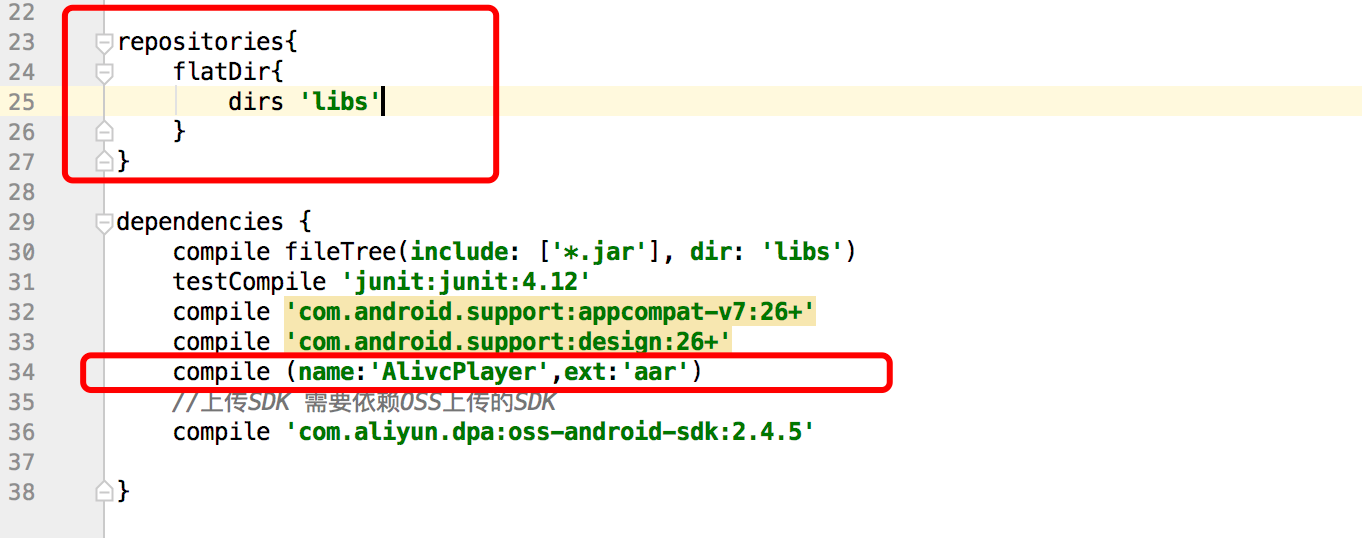 22
23 repositories{
24 flatDir{
25 dirs 'libs'
26 }
27 }
28
29 dependencies {
30 compile fileTree(include: ['*.jar'], dir: 'libs')
31 testCompile 'junit:junit:4.12'
32 compile 'com.android.support:appcompat-v7:26+'
33 compile 'com.android.support:design:26+'
34 compile (name:'AlivcPlayer',ext:'aar')
35 //上传SDK 需要依赖OSS上传的SDK
36 compile 'com.aliyun.dpa:oss-android-sdk:2.4.5'
37
38 }